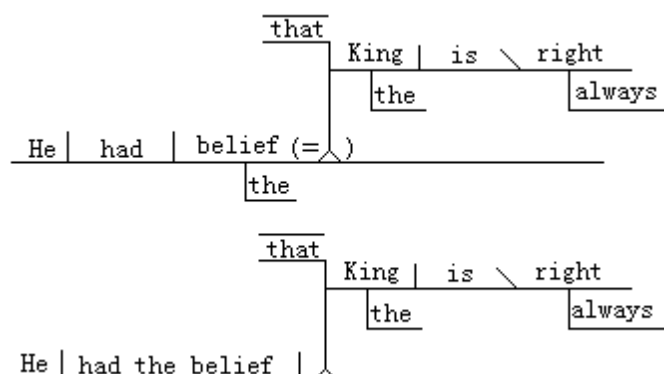 that
King is right
the always
He had belief (= )
the
that
King is right
the always
He had the belief